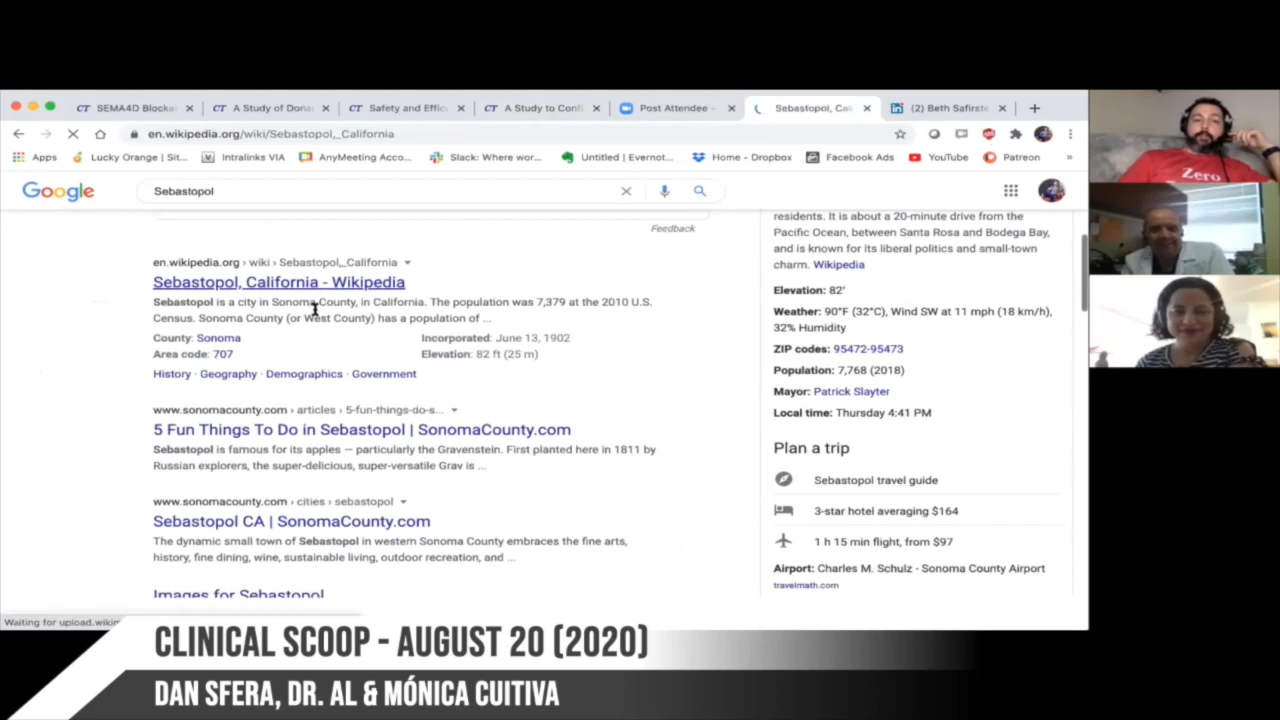 SEMA4D Blocka
A Study of Dona
Safety and Effic
A Study to Confi
Post Attendee -
Sebastopol, Cal
(2) Beth Safirste
en.wikipedia.org/wiki/Sebastopol,_California
Apps
Lucky Orange | Sit...
Intralinks VIA
AnyMeeting Acco...
Slack: Where wor...
Untitled | Evernot...
Home - Dropbox
Facebook Ads
YouTube
Patreon
»
Google
Sebastopol
Feedback
en.wikipedia.org › wiki › Sebastopol,_California
Sebastopol, California - Wikipedia
Sebastopol is a city in Sonoma County, in California. The population was 7,379 at the 2010 U.S.
Census. Sonoma County (or West County) has a population of ...
County: Sonoma
Incorporated: June 13, 1902
Area code: 707
Elevation: 82 ft (25 m)
History · Geography · Demographics · Government
www.sonomacounty.com › articles › 5-fun-things-do-s...
5 Fun Things To Do in Sebastopol | SonomaCounty.com
Sebastopol is famous for its apples — particularly the Gravenstein. First planted here in 1811 by
Russian explorers, the super-delicious, super-versatile Grav is ...
www.sonomacounty.com › cities › sebastopol
Sebastopol CA | SonomaCounty.com
The dynamic small town of Sebastopol in western Sonoma County embraces the fine arts,
history, fine dining, wine, sustainable living, outdoor recreation, and ...
Images for Sebastopol
residents. It is about a 20-minute drive from the
Pacific Ocean, between Santa Rosa and Bodega Bay,
and is known for its liberal politics and small-town
charm. Wikipedia
Elevation: 82′
Weather: 90°F (32°C), Wind SW at 11 mph (18 km/h),
32% Humidity
ZIP codes: 95472-95473
Population: 7,768 (2018)
Mayor: Patrick Slayter
Local time: Thursday 4:41 PM
Plan a trip
Sebastopol travel guide
3-star hotel averaging $164
1 h 15 min flight, from $97
Airport: Charles M. Schulz - Sonoma County Airport
travelmath.com
Waiting for upload.wikim
Zero
CLINICAL SCOOP - AUGUST 20 (2020)
DAN SFERA, DR. AL & MÓNICA CUITIVA